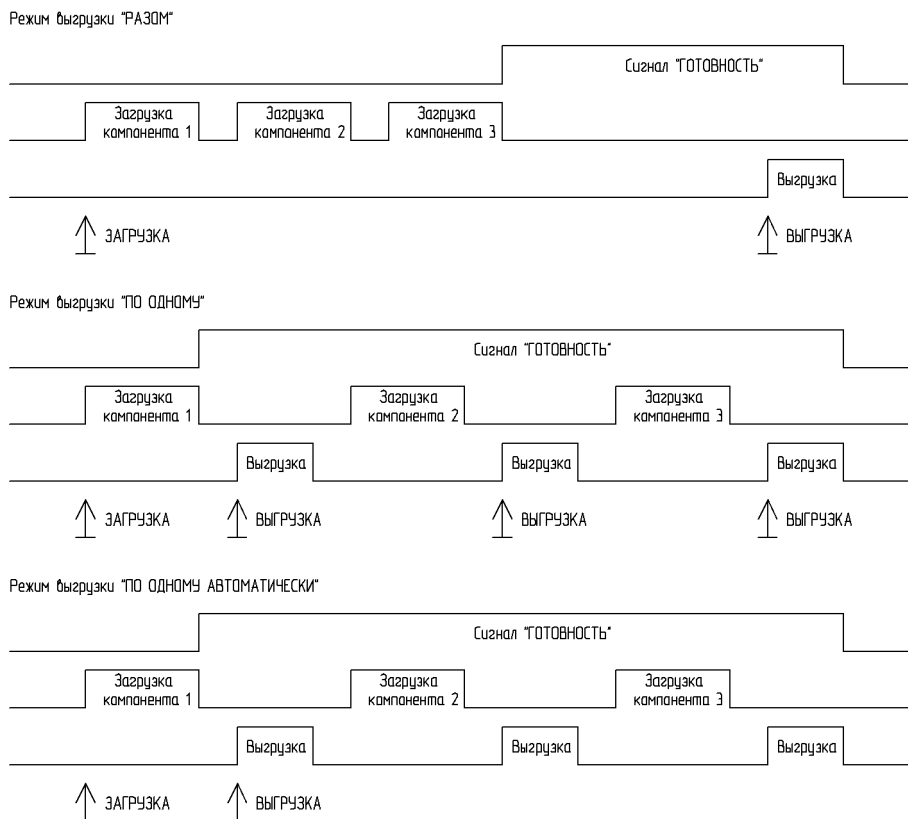 Режим выгрузки "РАЗОМ"
Сигнал "ГОТОВНОСТЬ"
Загрузка
компонента 1
Загрузка
компонента 2
Загрузка
компонента 3
Выгрузка
ЗАГРУЗКА
ВЫГРУЗКА
Режим выгрузки "ПО ОДНОМУ"
Сигнал "ГОТОВНОСТЬ"
Загрузка
компонента 1
Загрузка
компонента 2
Загрузка
компонента 3
Выгрузка
Выгрузка
Выгрузка
ЗАГРУЗКА
ВЫГРУЗКА
ВЫГРУЗКА
ВЫГРУЗКА
Режим выгрузки "ПО ОДНОМУ АВТОМАТИЧЕСКИ"
Сигнал "ГОТОВНОСТЬ"
Загрузка
компонента 1
Загрузка
компонента 2
Загрузка
компонента 3
Выгрузка
Выгрузка
Выгрузка
ЗАГРУЗКА
ВЫГРУЗКА